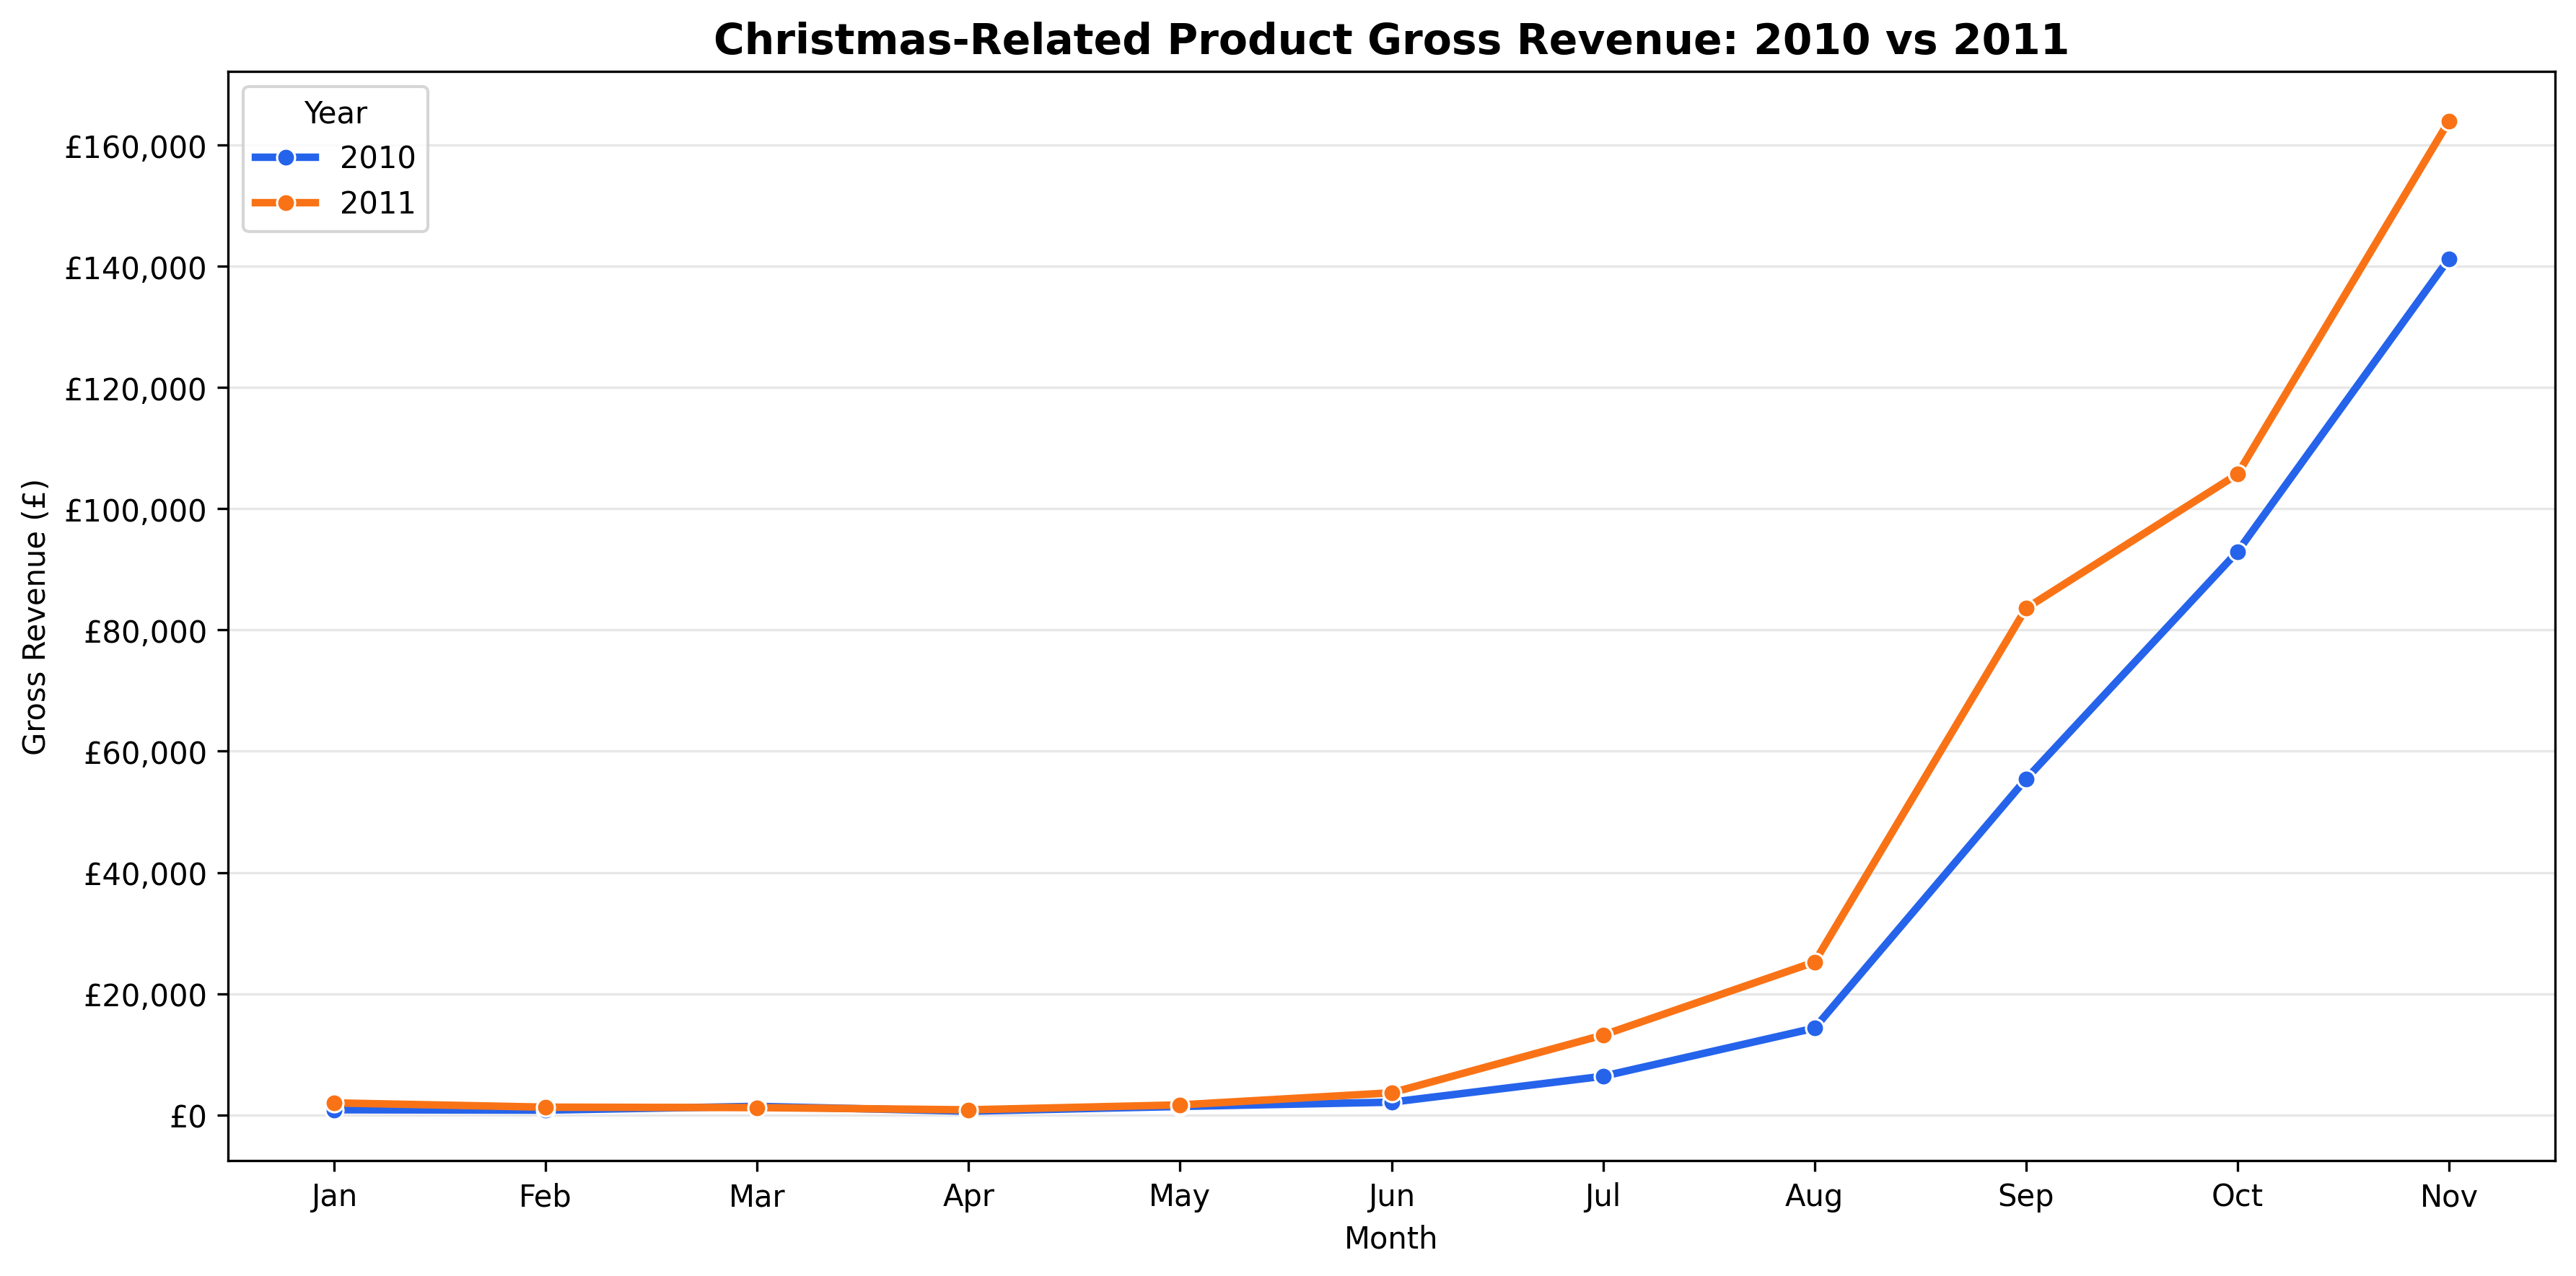 Christmas-Related Product Gross Revenue: 2010 vs 2011
Year
2010
2011
Gross Revenue (£)
£160,000
£140,000
£120,000
£100,000
£80,000
£60,000
£40,000
£20,000
£0
Jan Feb Mar Apr May Jun Jul Aug Sep Oct Nov
Month